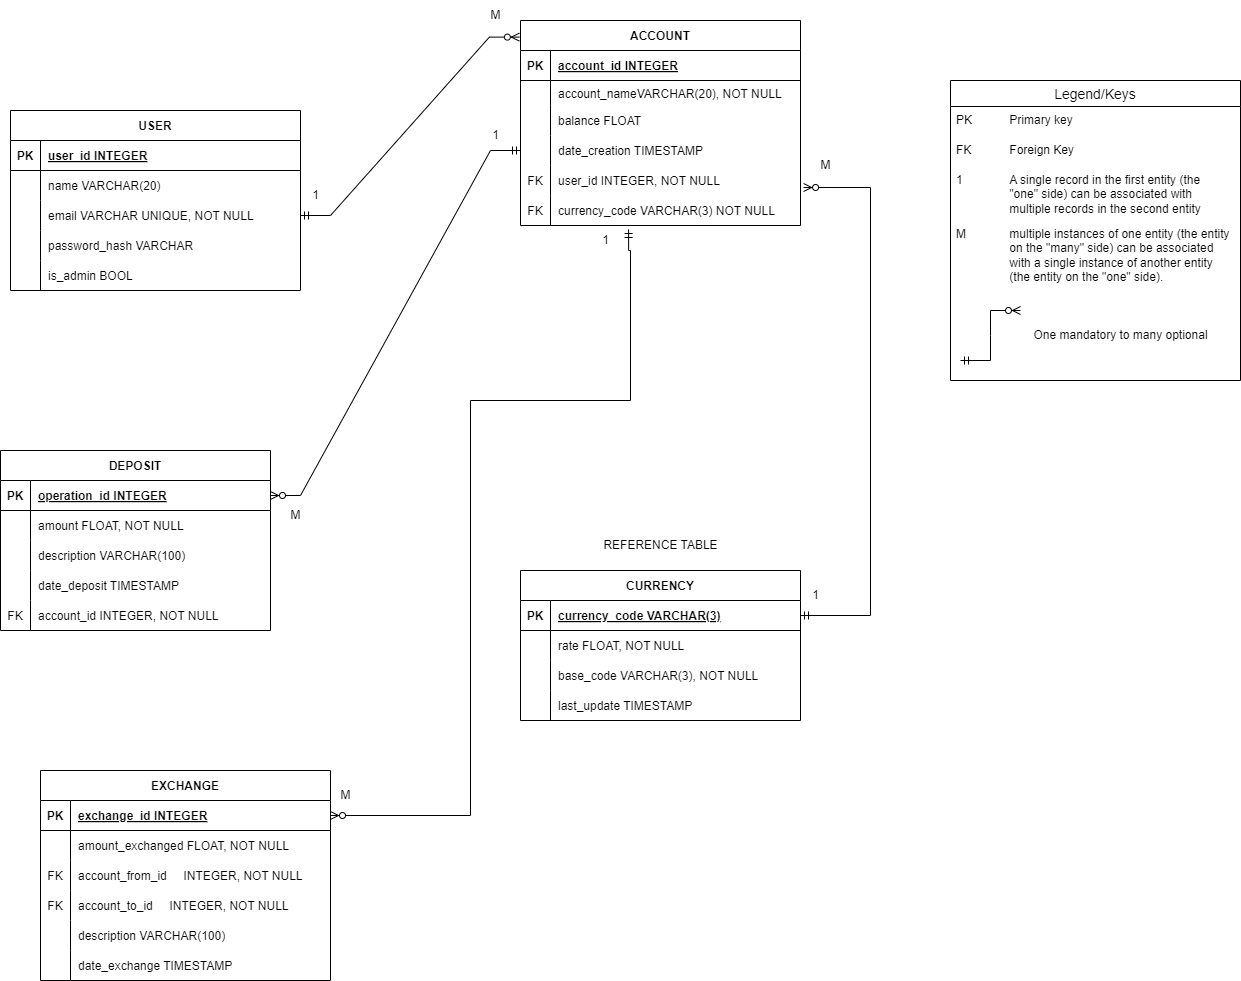 M
ACCOUNT
PK account_id INTEGER
account_nameVARCHAR(20), NOT NULL
balance FLOAT
date_creation TIMESTAMP
FK user_id INTEGER, NOT NULL
FK currency_code VARCHAR(3) NOT NULL
1
1
M
USER
PK user_id INTEGER
name VARCHAR(20)
email VARCHAR UNIQUE, NOT NULL
password_hash VARCHAR
is_admin BOOL
1
Legend/Keys
PK Primary key
FK Foreign Key
1 A single record in the first entity (the
"one" side) can be associated with
multiple records in the second entity
M multiple instances of one entity (the entity
on the "many" side) can be associated
with a single instance of another entity
(the entity on the "one" side).
One mandatory to many optional
DEPOSIT
PK operation_id INTEGER
amount FLOAT, NOT NULL
description VARCHAR(100)
date_deposit TIMESTAMP
FK account_id INTEGER, NOT NULL
M
REFERENCE TABLE
CURRENCY
PK currency_code VARCHAR(3)
rate FLOAT, NOT NULL
base_code VARCHAR(3), NOT NULL
last_update TIMESTAMP
1
EXCHANGE
PK exchange_id INTEGER
amount_exchanged FLOAT, NOT NULL
FK account_from_id INTEGER, NOT NULL
FK account_to_id INTEGER, NOT NULL
description VARCHAR(100)
date_exchange TIMESTAMP
M